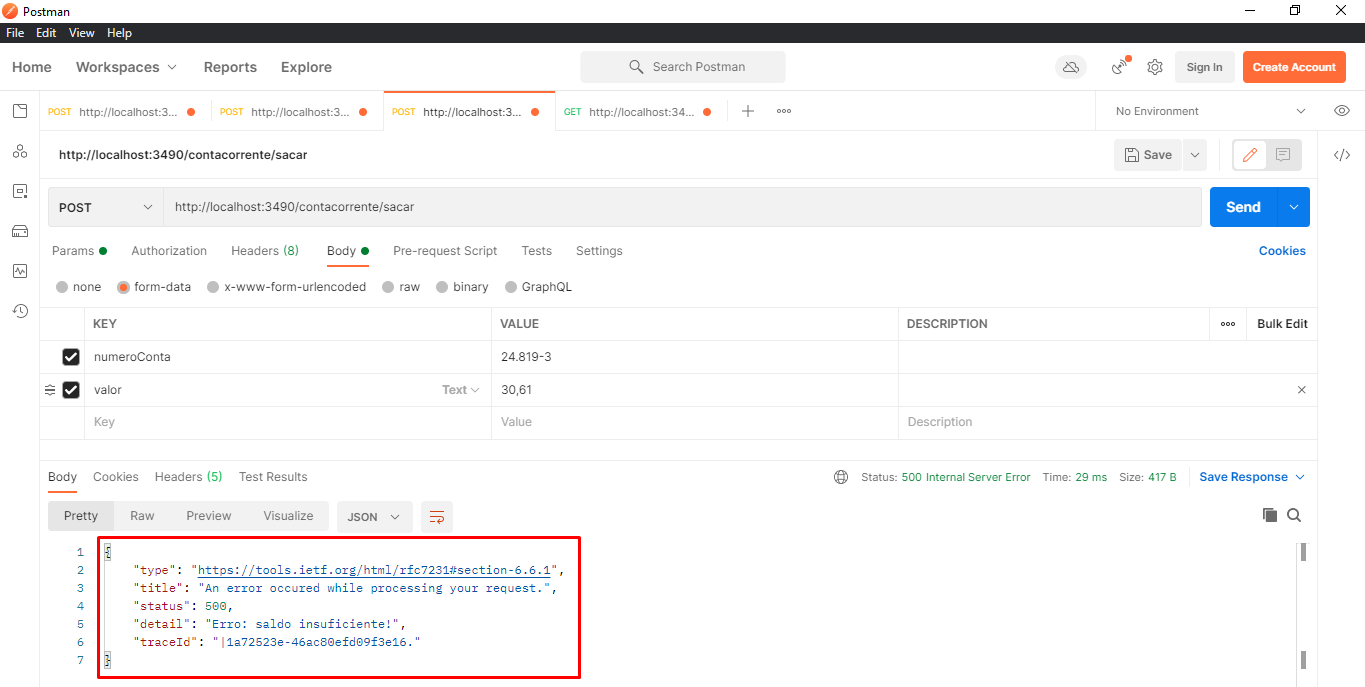 Postman
File Edit View Help
Home Workspaces Reports Explore Search Postman Sign In Create Account
POST http://localhost:3... POST http://localhost:3... POST http://localhost:3... GET http://localhost:34... No Environment
http://localhost:3490/contacorrente/sacar Save
POST http://localhost:3490/contacorrente/sacar Send
Params Authorization Headers (8) Body Pre-request Script Tests Settings Cookies
none form-data x-www-form-urlencoded raw binary GraphQL
KEY VALUE DESCRIPTION Bulk Edit
numeroConta 24.819-3
valor Text 30,61
Key Value Description
Body Cookies Headers (5) Test Results Status: 500 Internal Server Error Time: 29 ms Size: 417 B Save Response
Pretty Raw Preview Visualize JSON
1 {
2 "type": "https://tools.ietf.org/html/rfc7231#section-6.6.1",
3 "title": "An error occured while processing your request.",
4 "status": 500,
5 "detail": "Erro: saldo insuficiente!",
6 "traceId": "|1a72523e-46ac80efd09f3e16."
7 }